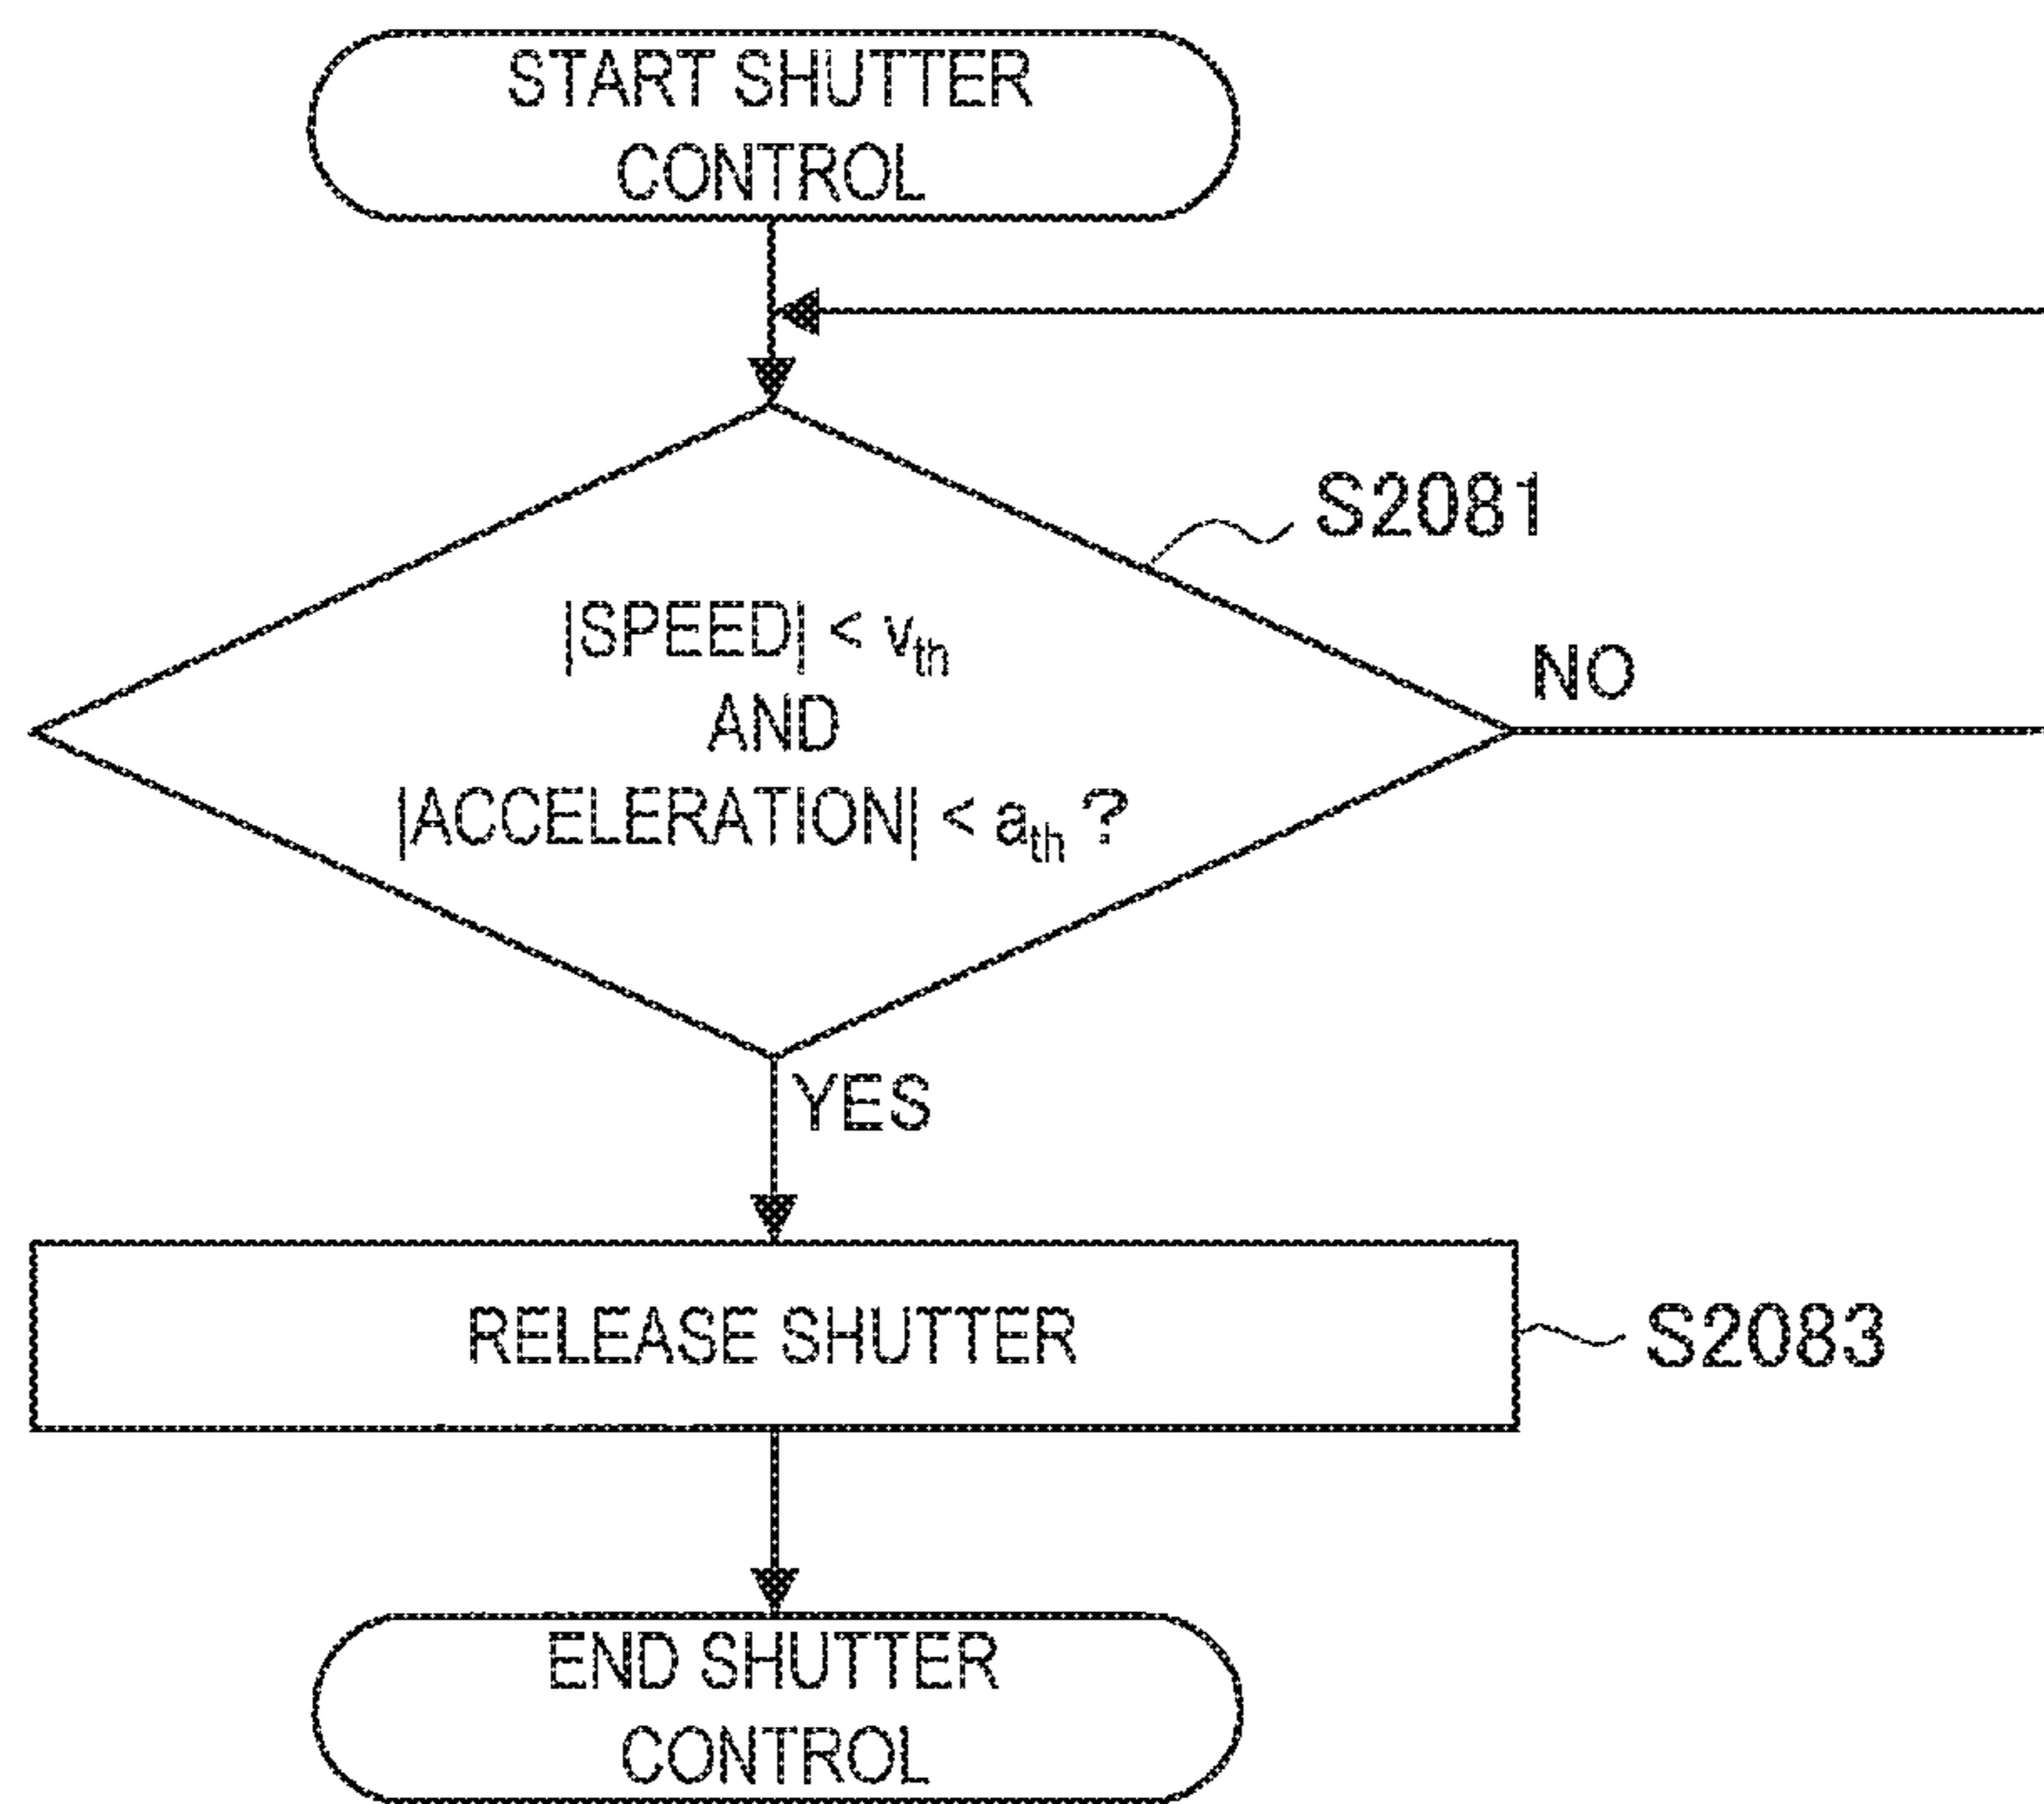 START SHUTTER
CONTROL
S2081
|SPEED| < vth
AND
|ACCELERATION| < ath ?
NO
YES
RELEASE SHUTTER
S2083
END SHUTTER
CONTROL